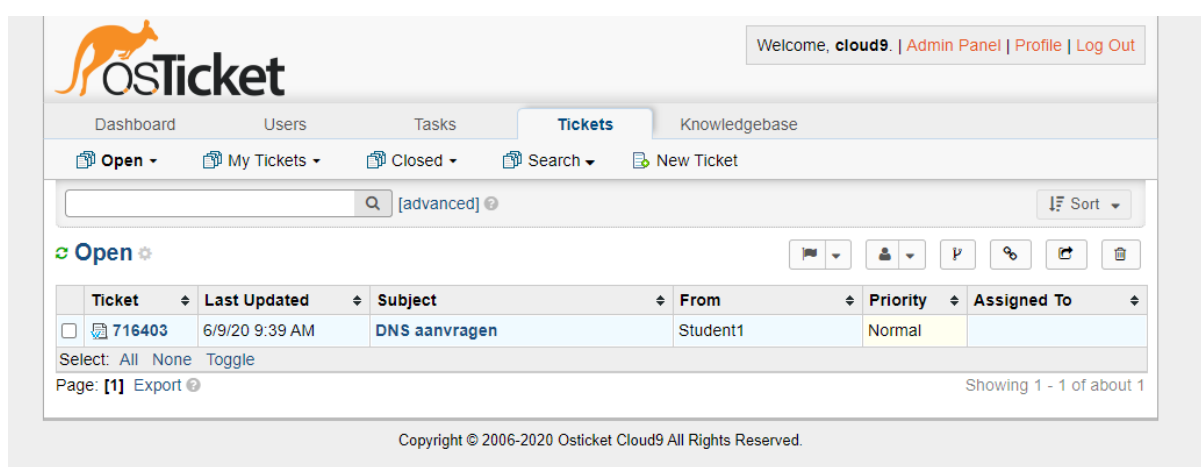 osTicket
Welcome, cloud9. | Admin Panel | Profile | Log Out
Dashboard Users Tasks Tickets Knowledgebase
Open My Tickets Closed Search New Ticket
[advanced] Sort
Open
Ticket Last Updated Subject From Priority Assigned To
716403 6/9/20 9:39 AM DNS aanvragen Student1 Normal
Select: All None Toggle
Page: [1] Export Showing 1 - 1 of about 1
Copyright © 2006-2020 Osticket Cloud9 All Rights Reserved.